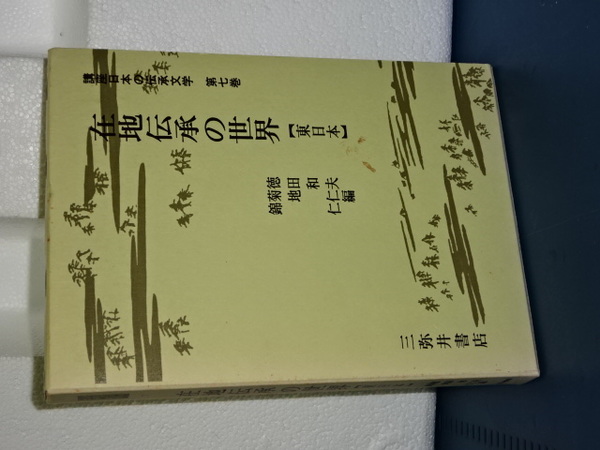 講座日本の伝承文学 第七巻
在地伝承の世界【東日本】
徳田和夫
菊地 仁
錦 仁 編
三弥井書店